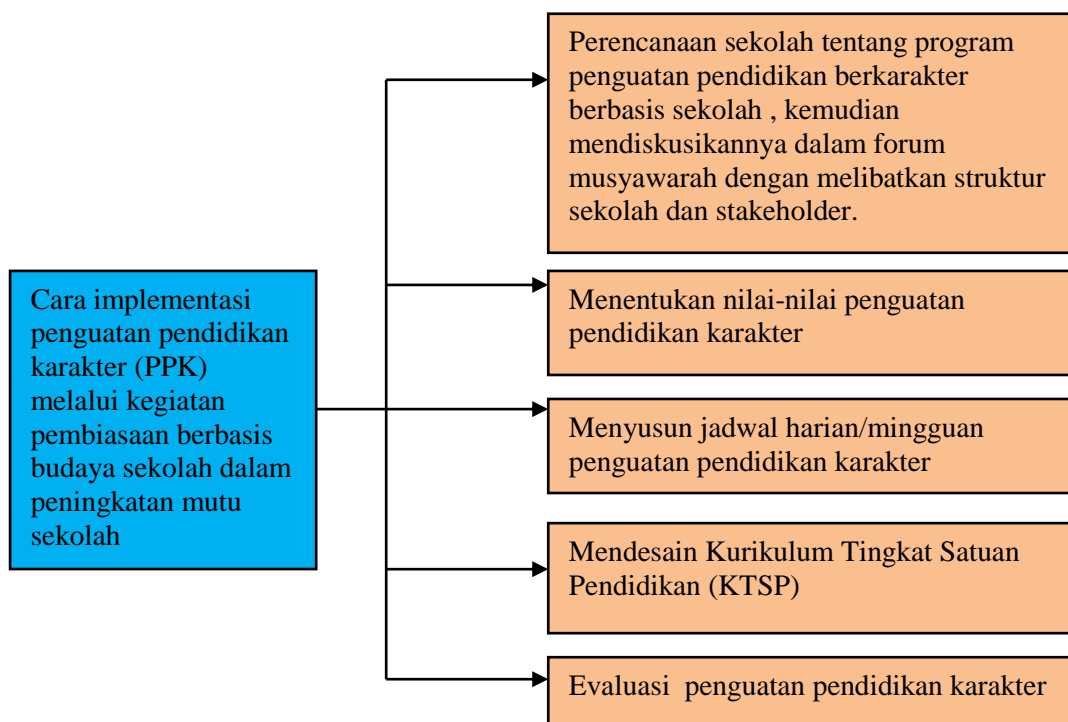 Cara implementasi
penguatan pendidikan
karakter (PPK)
melalui kegiatan
pembiasaan berbasis
budaya sekolah dalam
peningkatan mutu
sekolah
Perencanaan sekolah tentang program
penguatan pendidikan berkarakter
berbasis sekolah , kemudian
mendiskusikannya dalam forum
musyawarah dengan melibatkan struktur
sekolah dan stakeholder.
Menentukan nilai-nilai penguatan
pendidikan karakter
Menyusun jadwal harian/mingguan
penguatan pendidikan karakter
Mendesain Kurikulum Tingkat Satuan
Pendidikan (KTSP)
Evaluasi  penguatan pendidikan karakter